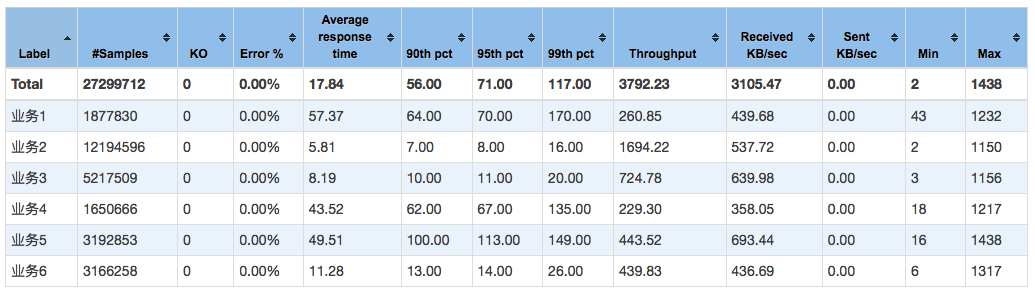 Label #Samples KO Error % Average response time 90th pct 95th pct 99th pct Throughput Received KB/sec Sent KB/sec Min Max
Total 27299712 0 0.00% 17.84 56.00 71.00 117.00 3792.23 3105.47 0.00 2 1438
业务1 1877830 0 0.00% 57.37 64.00 70.00 170.00 260.85 439.68 0.00 43 1232
业务2 12194596 0 0.00% 5.81 7.00 8.00 16.00 1694.22 537.72 0.00 2 1150
业务3 5217509 0 0.00% 8.19 10.00 11.00 20.00 724.78 639.98 0.00 3 1156
业务4 1650666 0 0.00% 43.52 62.00 67.00 135.00 229.30 358.05 0.00 18 1217
业务5 3192853 0 0.00% 49.51 100.00 113.00 149.00 443.52 693.44 0.00 16 1438
业务6 3166258 0 0.00% 11.28 13.00 14.00 26.00 439.83 436.69 0.00 6 1317